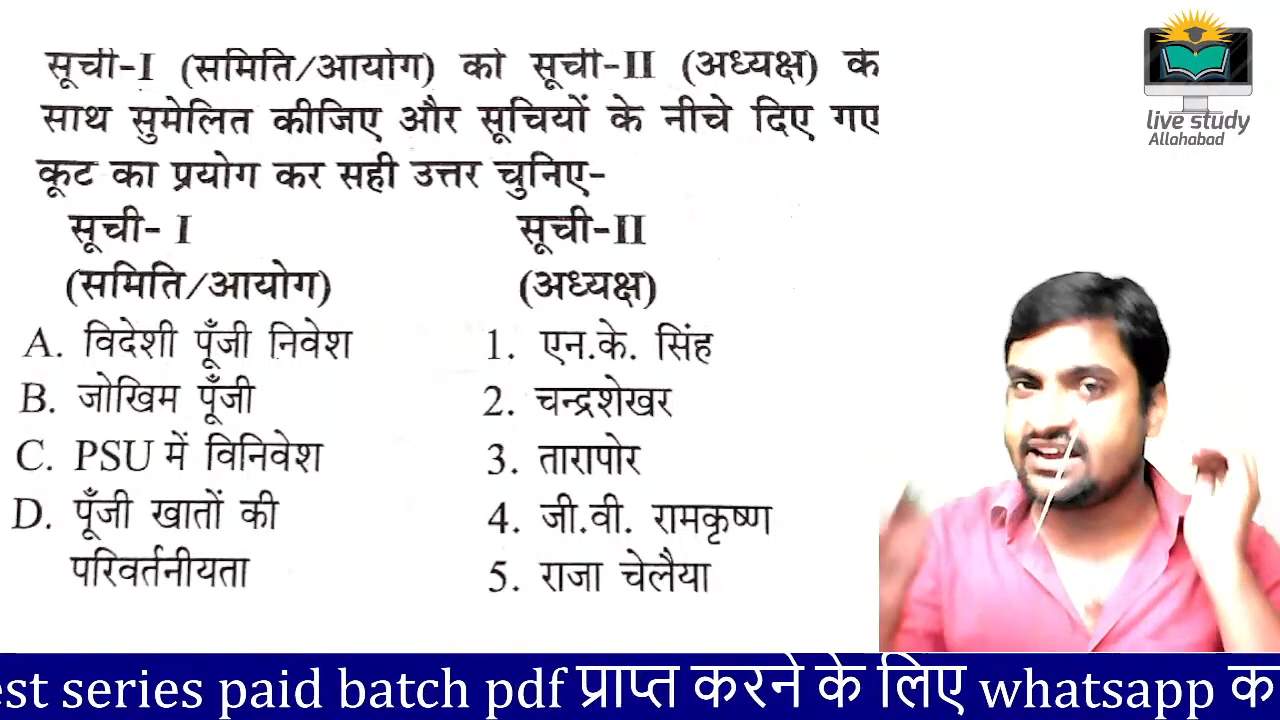 सूची-I (समिति/आयोग) को सूची-II (अध्यक्ष) के
साथ सुमेलित कीजिए और सूचियों के नीचे दिए गए
कूट का प्रयोग कर सही उत्तर चुनिए-
सूची- I सूची-II
(समिति/आयोग) (अध्यक्ष)
A. विदेशी पूँजी निवेश 1. एन.के. सिंह
B. जोखिम पूँजी 2. चन्द्रशेखर
C. PSU में विनिवेश 3. तारापोर
D. पूँजी खातों की 4. जी.वी. रामकृष्ण
परिवर्तनीयता 5. राजा चेलैया
live study
Allahabad
est series paid batch pdf प्राप्त करने के लिए whatsapp क